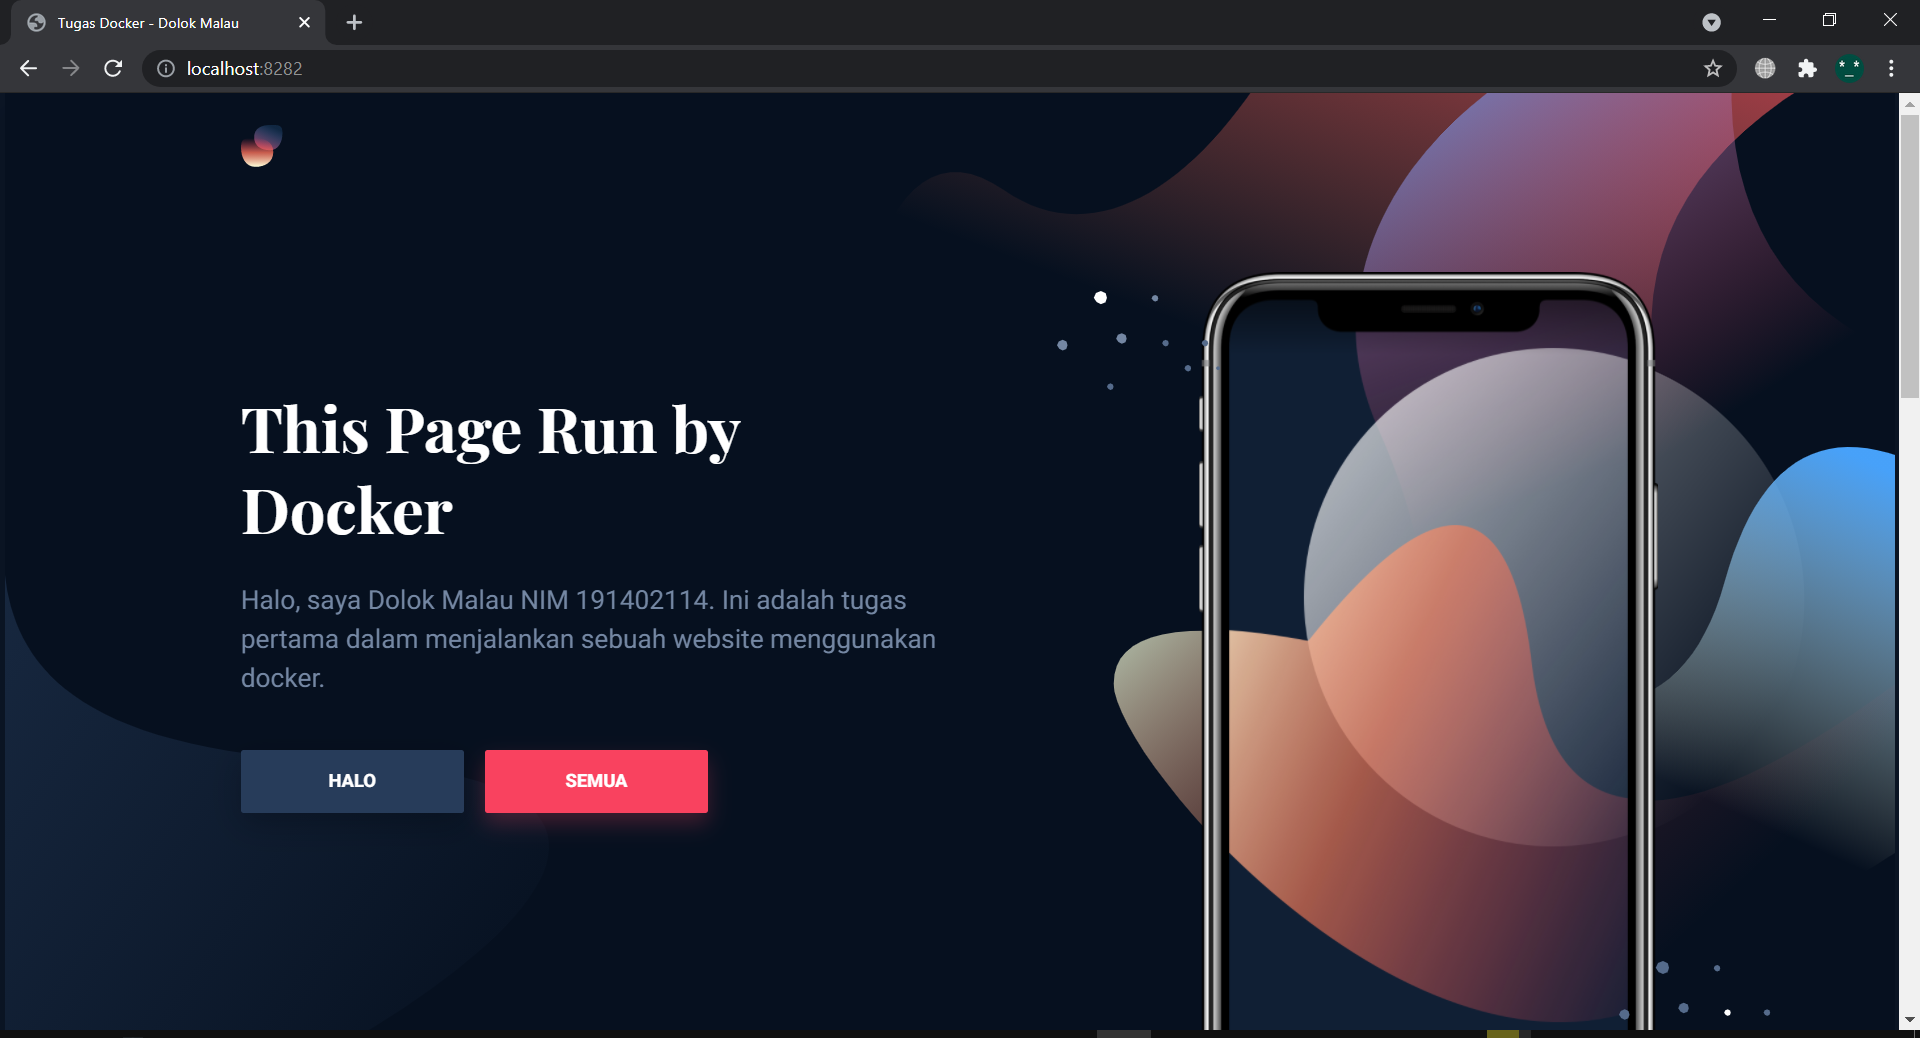 Tugas Docker - Dolok Malau
localhost:8282
This Page Run by
Docker
Halo, saya Dolok Malau NIM 191402114. Ini adalah tugas
pertama dalam menjalankan sebuah website menggunakan
docker.
HALO
SEMUA